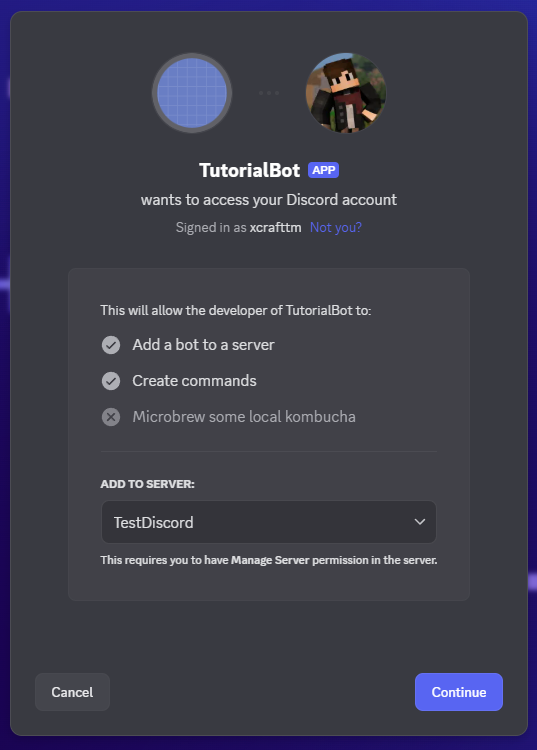 TutorialBot APP
wants to access your Discord account
Signed in as xcrafttm Not you?
This will allow the developer of TutorialBot to:
Add a bot to a server
Create commands
Microbrew some local kombucha
ADD TO SERVER:
TestDiscord
This requires you to have Manage Server permission in the server.
Cancel
Continue